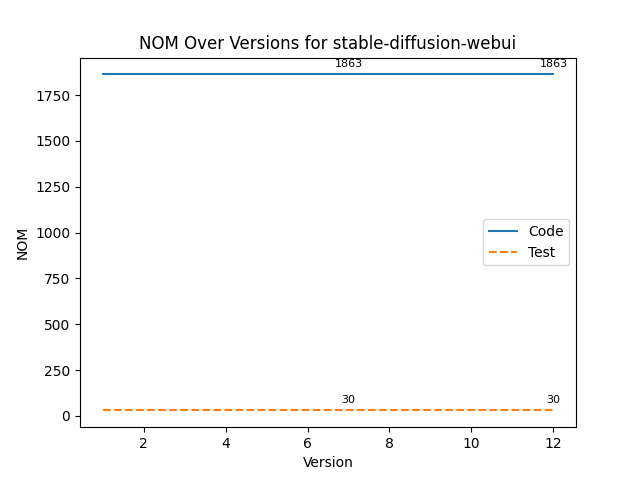 NOM Over Versions for stable-diffusion-webui
1863 1863
1750
1500
1250
1000
750
500
250
0
NOM
Code
Test
30 30
2 4 6 8 10 12
Version